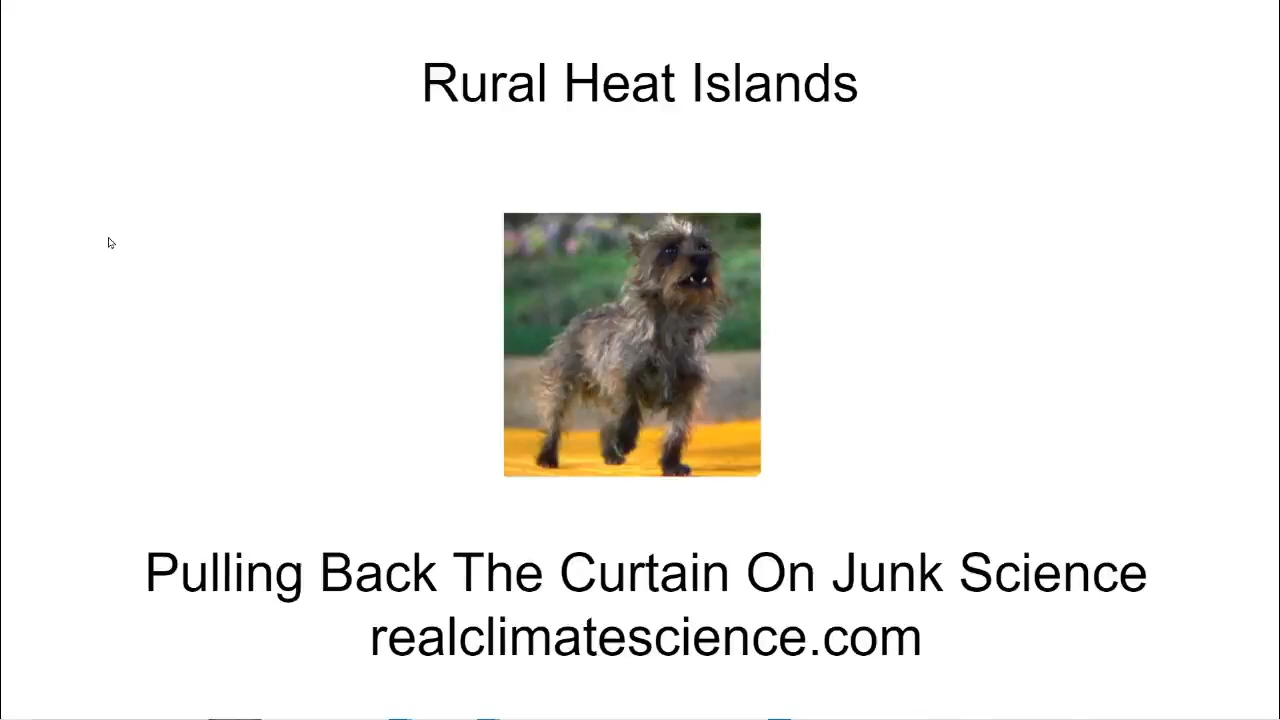 Rural Heat Islands
Pulling Back The Curtain On Junk Science
realclimatescience.com